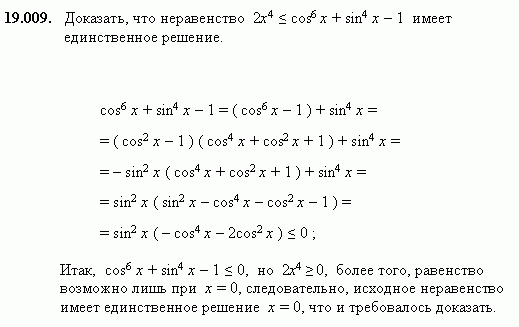 19.009. Доказать, что неравенство 2x⁴ ≤ cos⁶ x + sin⁴ x − 1 имеет
единственное решение.
cos⁶ x + sin⁴ x − 1 = ( cos⁶ x − 1 ) + sin⁴ x =
= ( cos² x − 1 ) ( cos⁴ x + cos² x + 1 ) + sin⁴ x =
= − sin² x ( cos⁴ x + cos² x + 1 ) + sin⁴ x =
= sin² x ( sin² x − cos⁴ x − cos² x − 1 ) =
= sin² x ( − cos⁴ x − 2cos² x ) ≤ 0 ;
Итак, cos⁶ x + sin⁴ x − 1 ≤ 0, но 2x⁴ ≥ 0, более того, равенство
возможно лишь при x = 0, следовательно, исходное неравенство
имеет единственное решение x = 0, что и требовалось доказать.